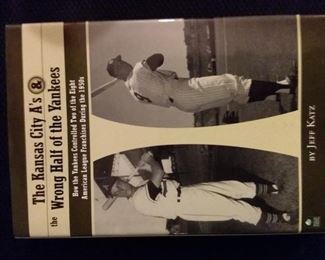 The Kansas City A's &
the Wrong Half of the Yankees
How the Yankees Controlled Two of the Eight
American League Franchises During the 1950s
BY JEFF KATZ